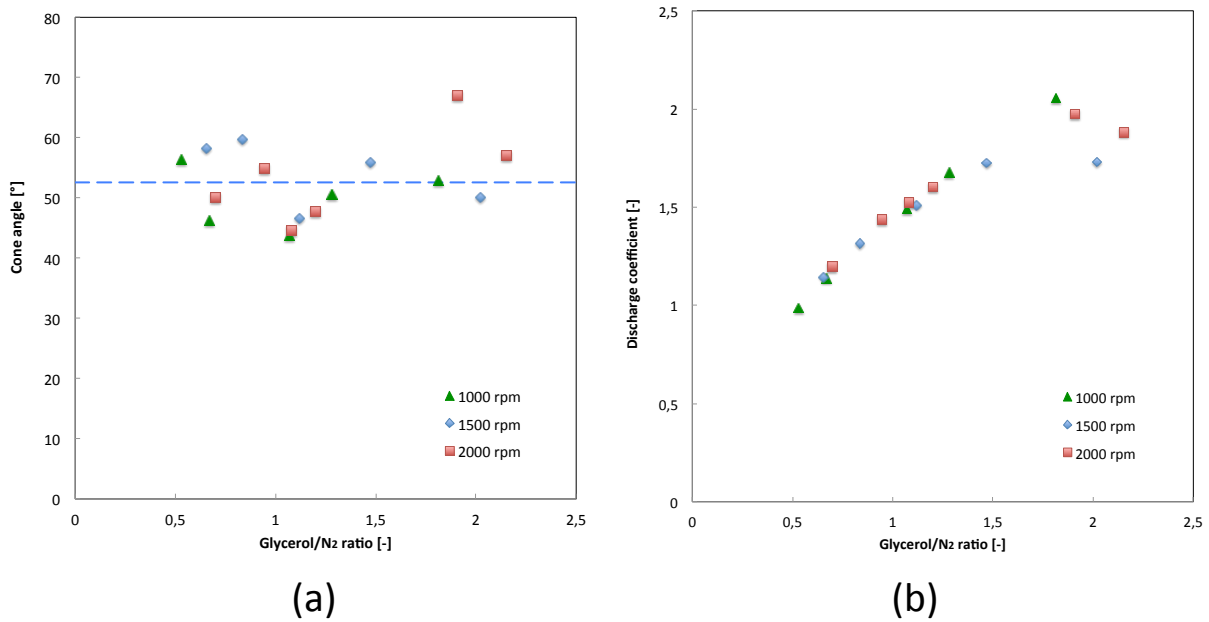 80
70
60
50
40
30
20
10
0
Cone angle [°]
1000 rpm
1500 rpm
2000 rpm
0
0,5
1
1,5
2
2,5
Glycerol/N2 ratio [-]
(a)
2,5
2
1,5
1
0,5
0
Discharge coefficient [-]
1000 rpm
1500 rpm
2000 rpm
0
0,5
1
1,5
2
2,5
Glycerol/N2 ratio [-]
(b)